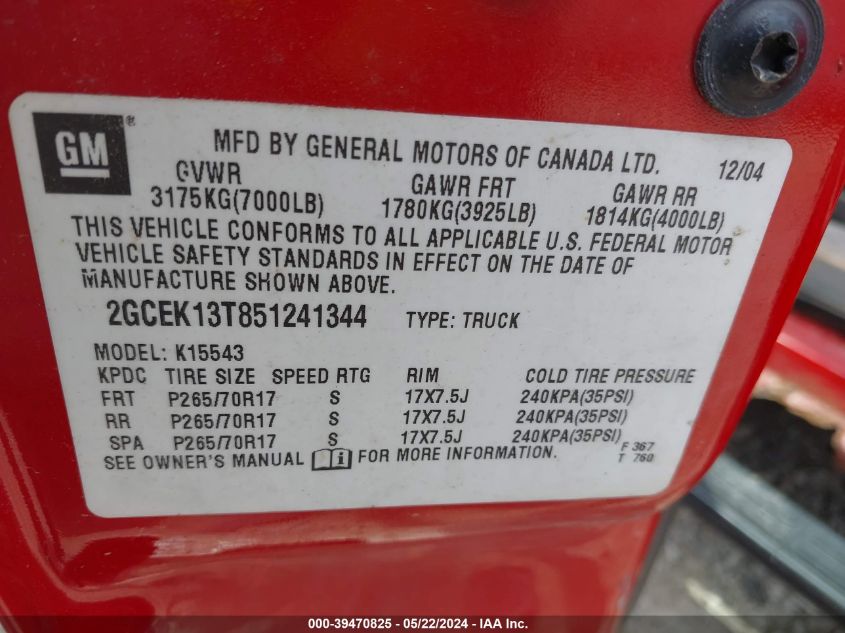 GM ®
MFD BY GENERAL MOTORS OF CANADA LTD. 12/04
GVWR GAWR FRT GAWR RR
3175KG(7000LB) 1780KG(3925LB) 1814KG(4000LB)
THIS VEHICLE CONFORMS TO ALL APPLICABLE U.S. FEDERAL MOTOR
VEHICLE SAFETY STANDARDS IN EFFECT ON THE DATE OF
MANUFACTURE SHOWN ABOVE.
2GCEK13T851241344 TYPE: TRUCK
MODEL: K15543
KPDC TIRE SIZE SPEED RTG RIM COLD TIRE PRESSURE
FRT P265/70R17 S 17X7.5J 240KPA(35PSI)
RR P265/70R17 S 17X7.5J 240KPA(35PSI)
SPA P265/70R17 S 17X7.5J 240KPA(35PSI)
SEE OWNER'S MANUAL i FOR MORE INFORMATION.
F 367
T 760
000-39470825 - 05/22/2024 - IAA Inc.